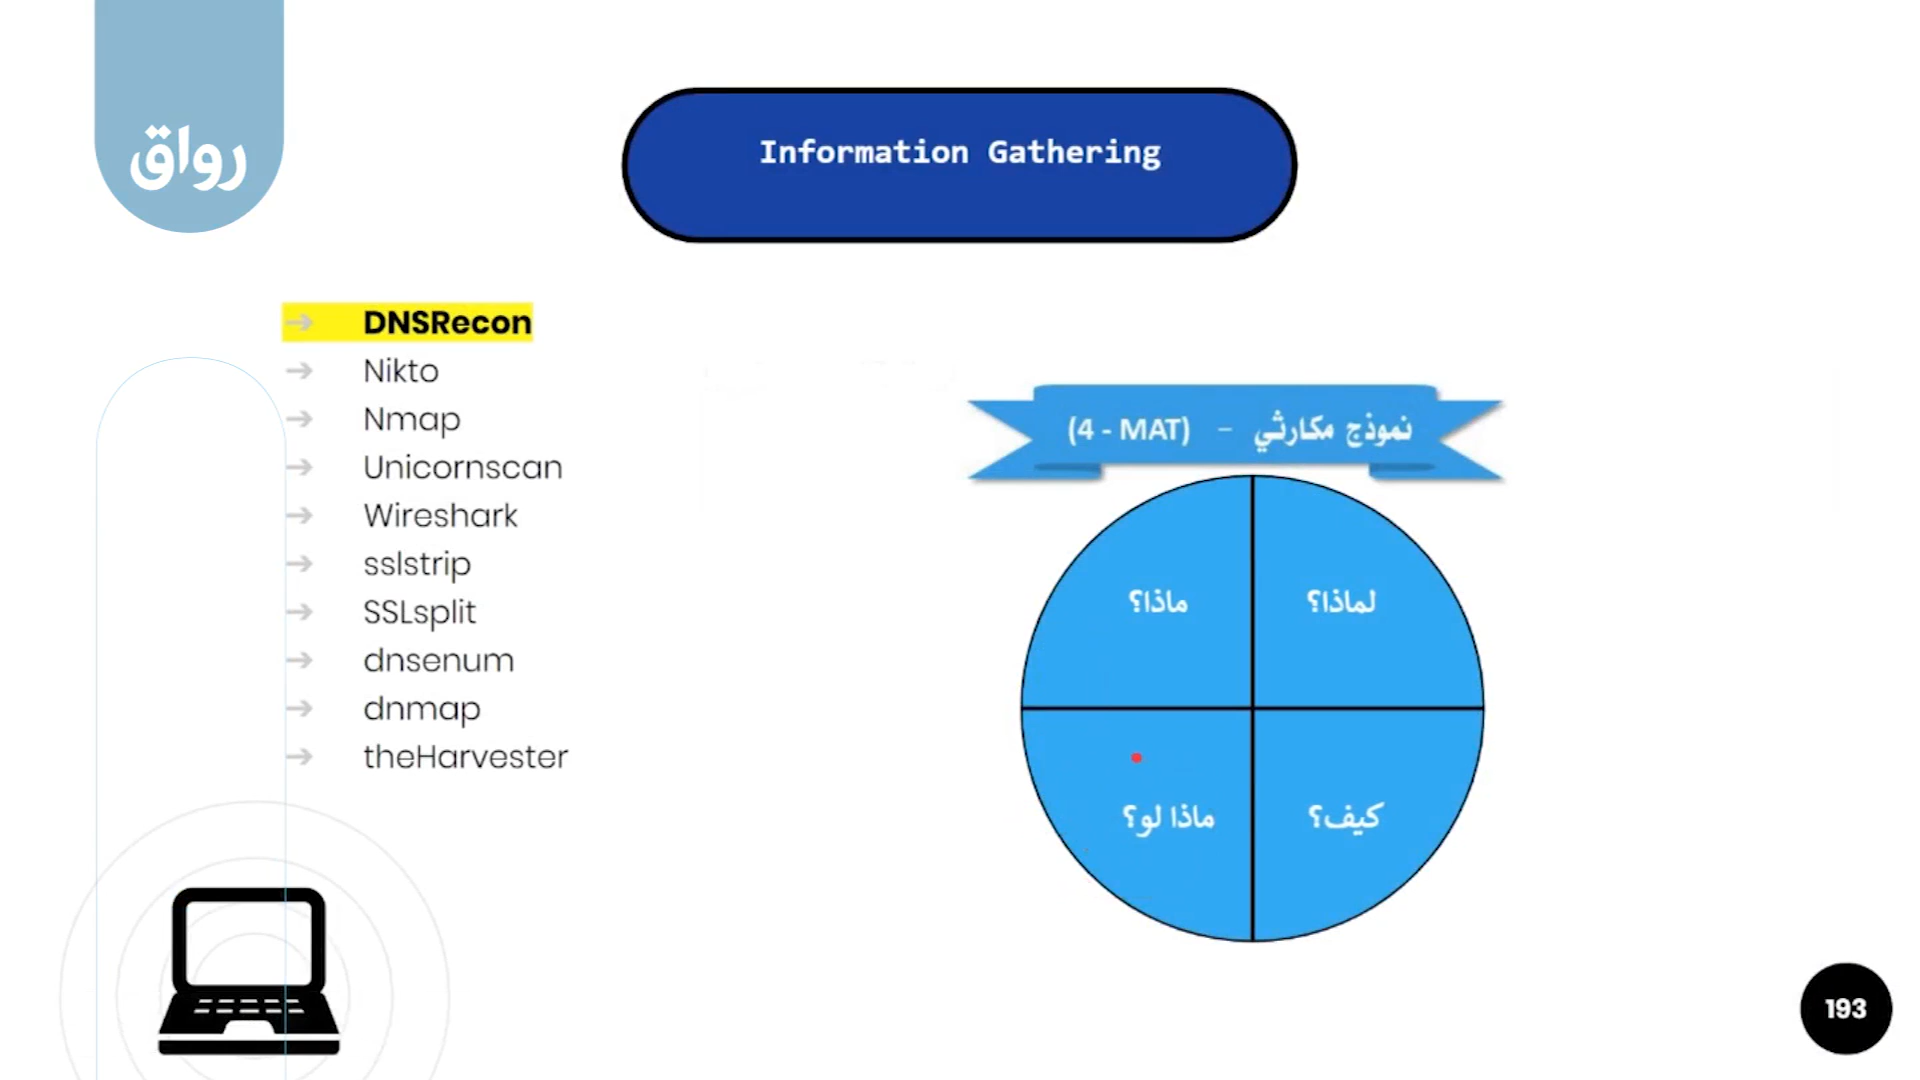 رواق
Information Gathering
DNSRecon
Nikto
Nmap
Unicornscan
Wireshark
sslstrip
SSLsplit
dnsenum
dnmap
theHarvester
نموذج مكارثي – (4 - MAT)
لماذا؟
ماذا؟
كيف؟
ماذا لو؟
193